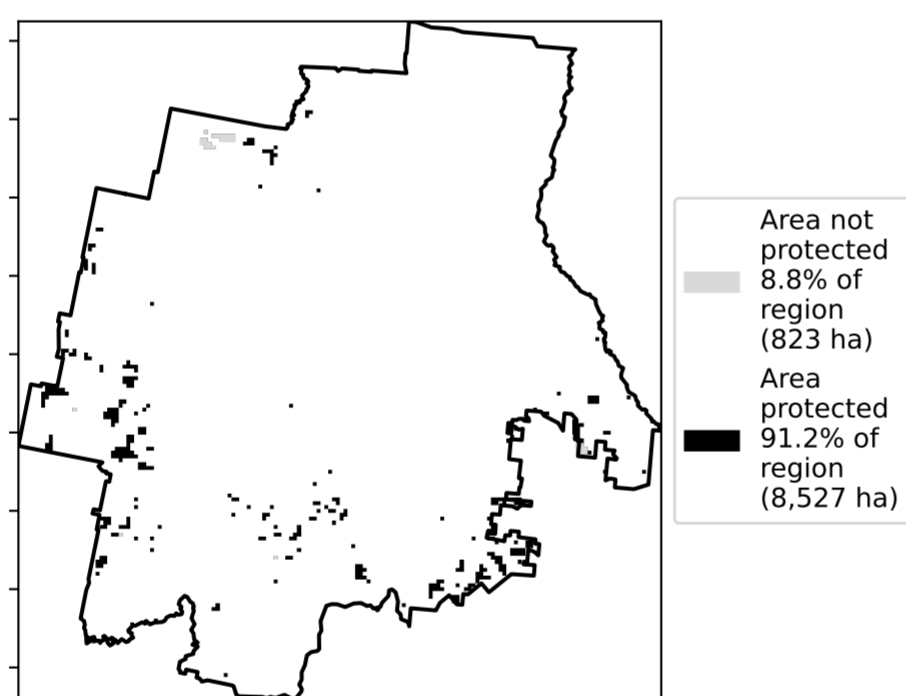 Area not
protected
8.8% of
region
(823 ha)
Area
protected
91.2% of
region
(8,527 ha)